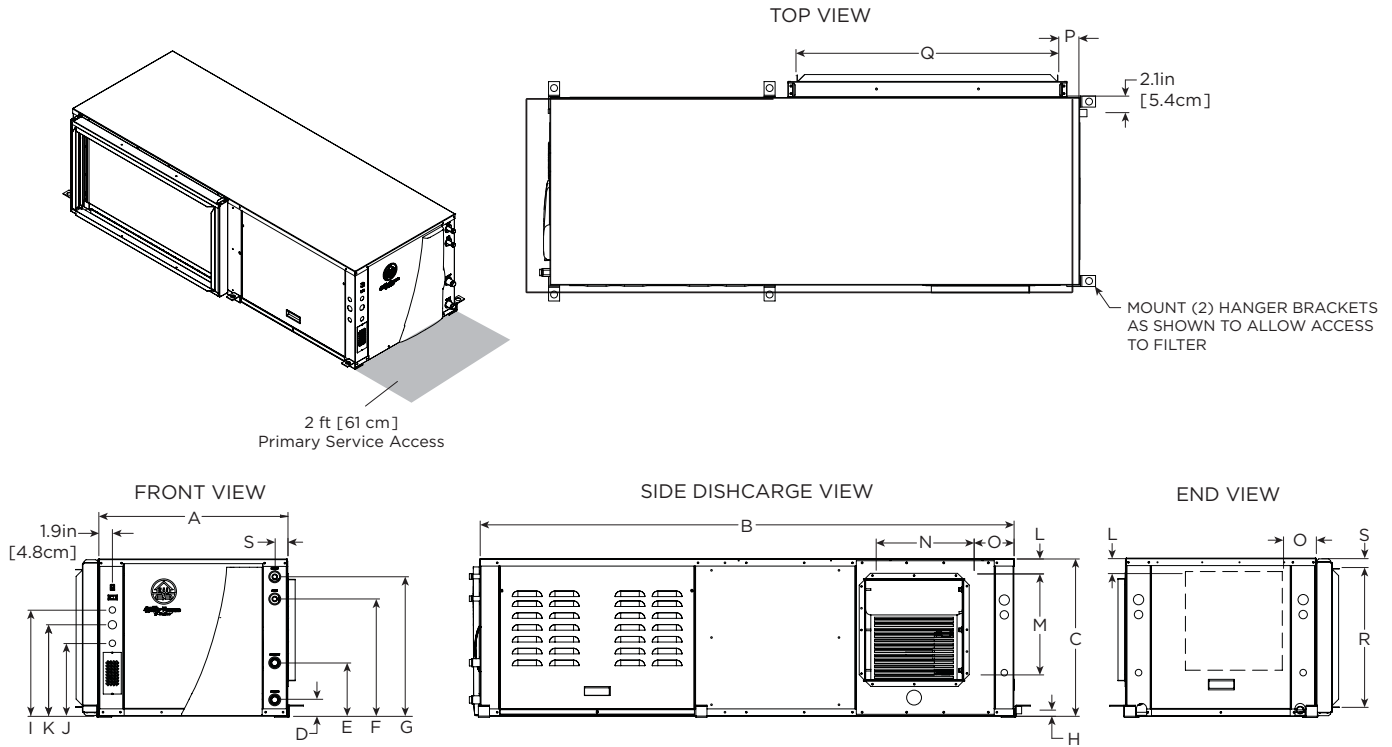 TOP VIEW
Q
P
2.1in
[5.4cm]
MOUNT (2) HANGER BRACKETS
AS SHOWN TO ALLOW ACCESS
TO FILTER
2 ft [61 cm]
Primary Service Access
FRONT VIEW
A
1.9in
[4.8cm]
S
I
K
J
D
E
F
G
SIDE DISHCARGE VIEW
B
L
N
O
M
C
H
END VIEW
L
O
S
R